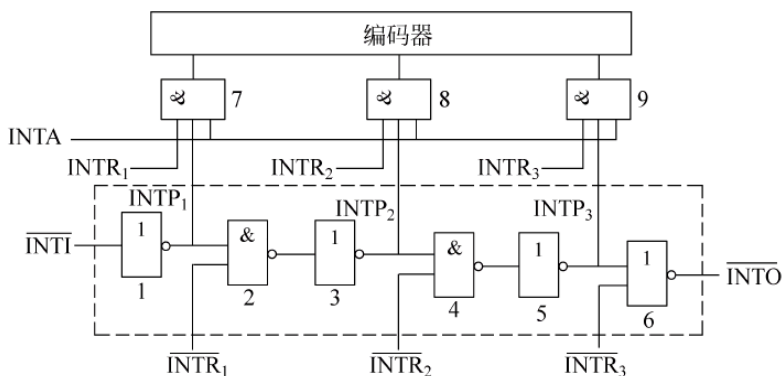 编码器
& 7 & 8 & 9
INTA
INTR₁ INTR₂ INTR₃
INTP₁ INTP₂ INTP₃
INTI̅ 1 & 1 & 1 1 INTO̅
1 2 3 4 5 6
INTR₁̅ INTR₂̅ INTR₃̅